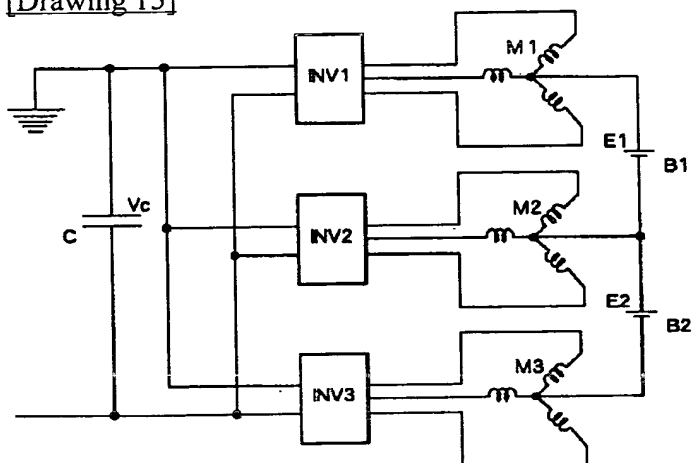 [Drawing 15]
M1
INV1
E1
B1
Vc
C
M2
INV2
E2
B2
M3
INV3